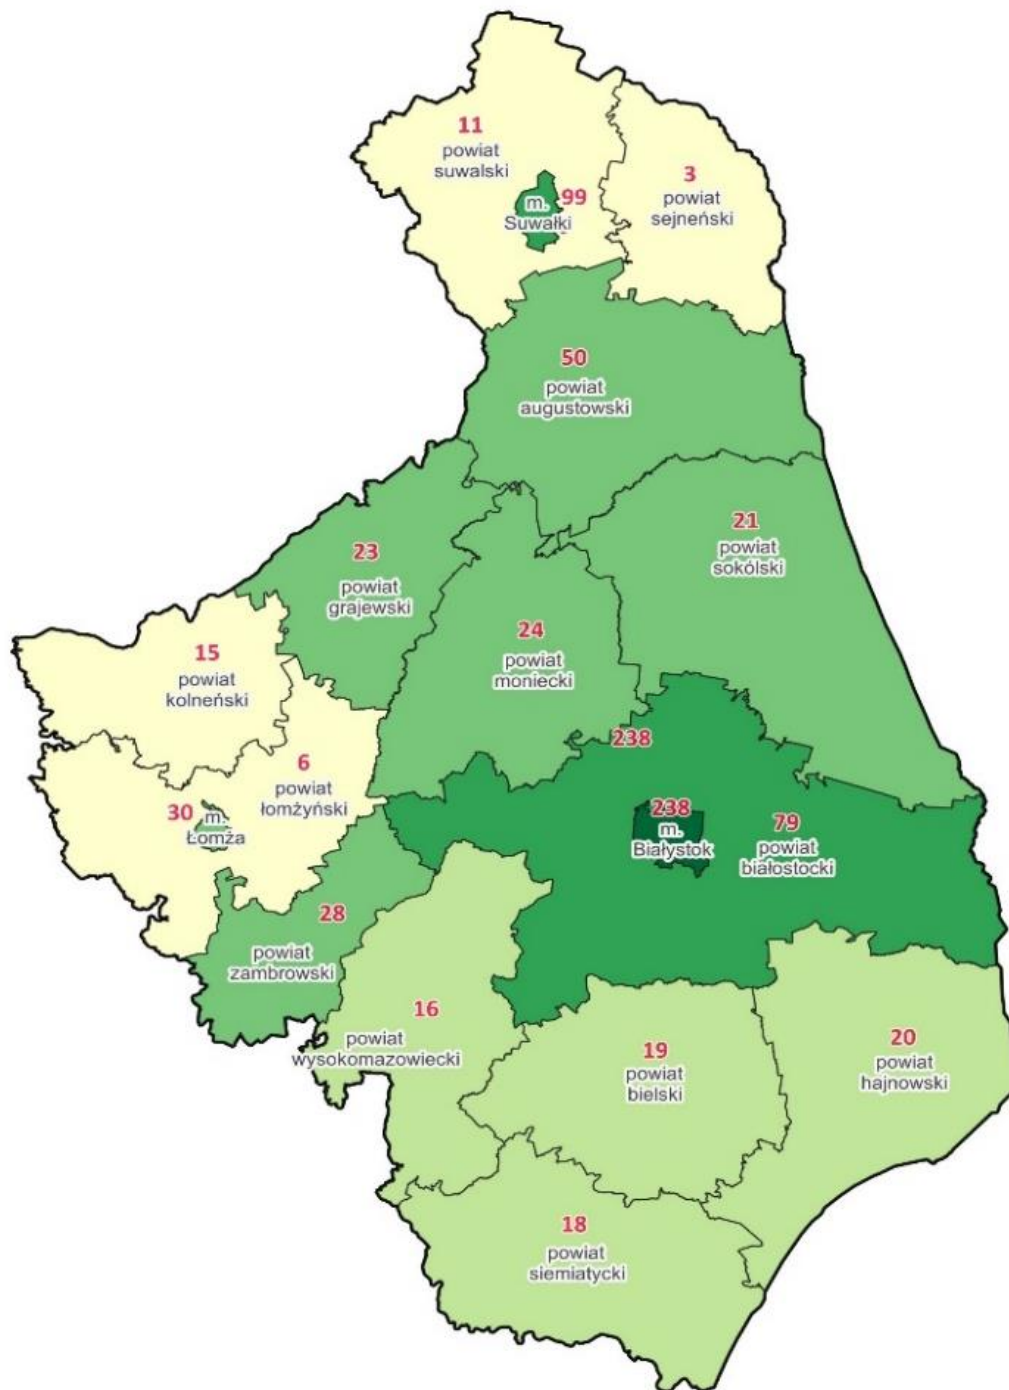 11
powiat
suwalski
3
powiat
sejneński
99
m.
Suwałki
50
powiat
augustowski
21
powiat
sokólski
23
powiat
grajewski
24
powiat
moniecki
15
powiat
kolneński
6
powiat
łomżyński
30
m.
Łomża
238
238
m.
Białystok
79
powiat
białostocki
28
powiat
zambrowski
16
powiat
wysokomazowiecki
19
powiat
bielski
20
powiat
hajnowski
18
powiat
siemiatycki